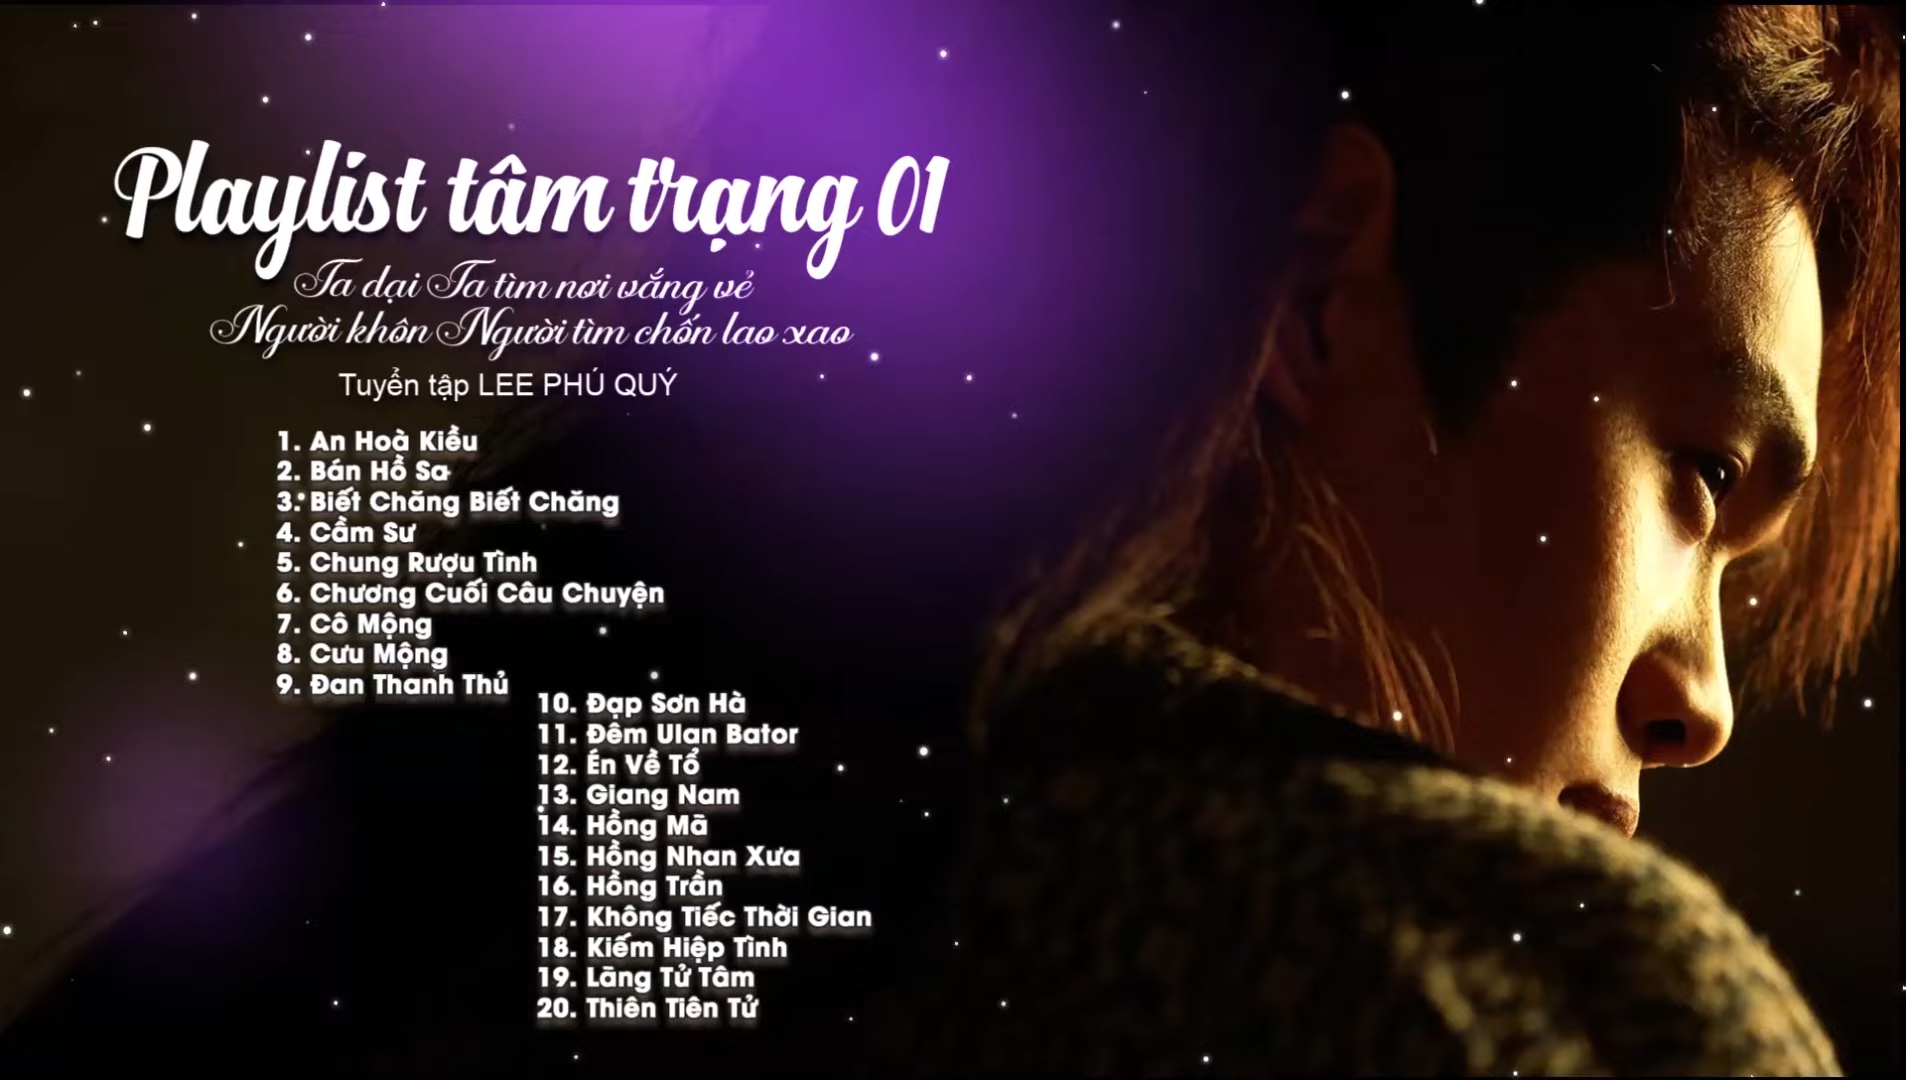 Playlist tâm trạng 01
Ta dại Ta tìm nơi vắng vẻ
Người khôn Người tìm chốn lao xao
Tuyển tập LEE PHÚ QUÝ
1. An Hoà Kiều
2. Bán Hồ Sa
3. Biết Chăng Biết Chăng
4. Cầm Sư
5. Chung Rượu Tình
6. Chương Cuối Câu Chuyện
7. Cô Mộng
8. Cưu Mộng
9. Đan Thanh Thủ
10. Đạp Sơn Hà
11. Đêm Ulan Bator
12. Én Về Tổ
13. Giang Nam
14. Hồng Mã
15. Hồng Nhan Xưa
16. Hồng Trần
17. Không Tiếc Thời Gian
18. Kiếm Hiệp Tình
19. Lãng Tử Tâm
20. Thiên Tiên Tử